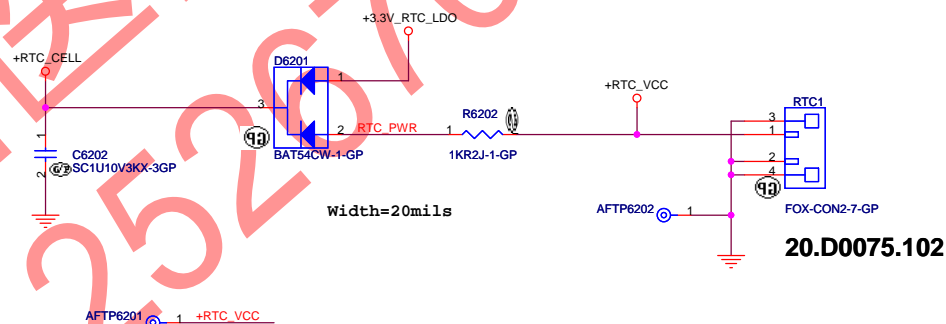 +3.3V_RTC_LDO
+RTC_CELL
D6201
1
3
2
RTC_PWR
BAT54CW-1-GP
1
2
C6202
SC1U10V3KX-3GP
R6202
1
1KR2J-1-GP
+RTC_VCC
RTC1
3
1
2
4
FOX-CON2-7-GP
20.D0075.102
Width=20mils
AFTP6202
1
AFTP6201
1
+RTC_VCC
252676